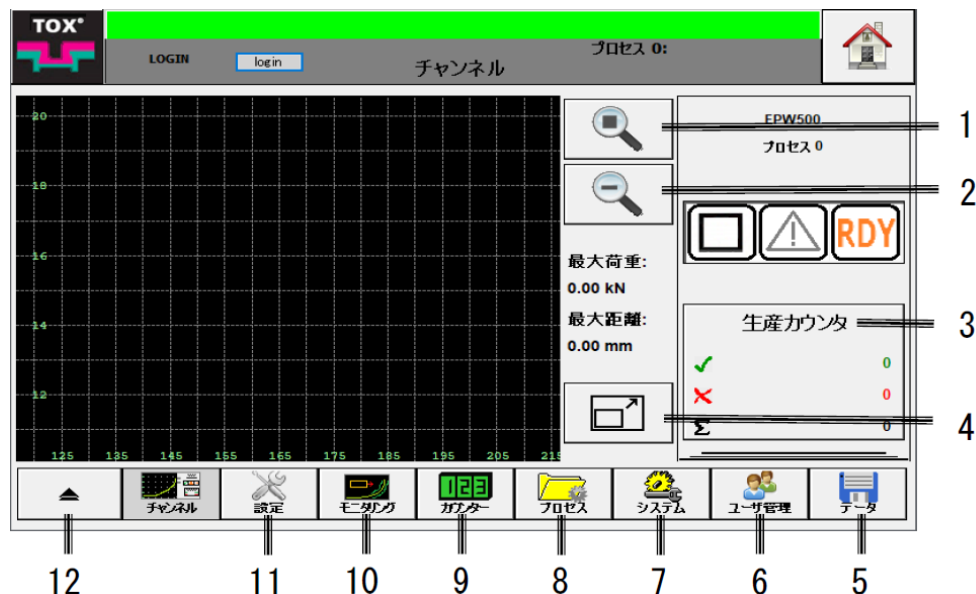 TOX®
LOGIN
login
チャンネル
プロセス 0:
20
18
16
14
12
125 135 145 155 165 175 185 195 205 215
最大荷重:
0.00 kN
最大距離:
0.00 mm
EPW500
プロセス 0
RDY
生産カウンタ
0
0
Σ 0
チャンネル
設定
モニタリング
123
カウンター
プロセス
システム
ユーザ管理
データ
1
2
3
4
12 11 10 9 8 7 6 5